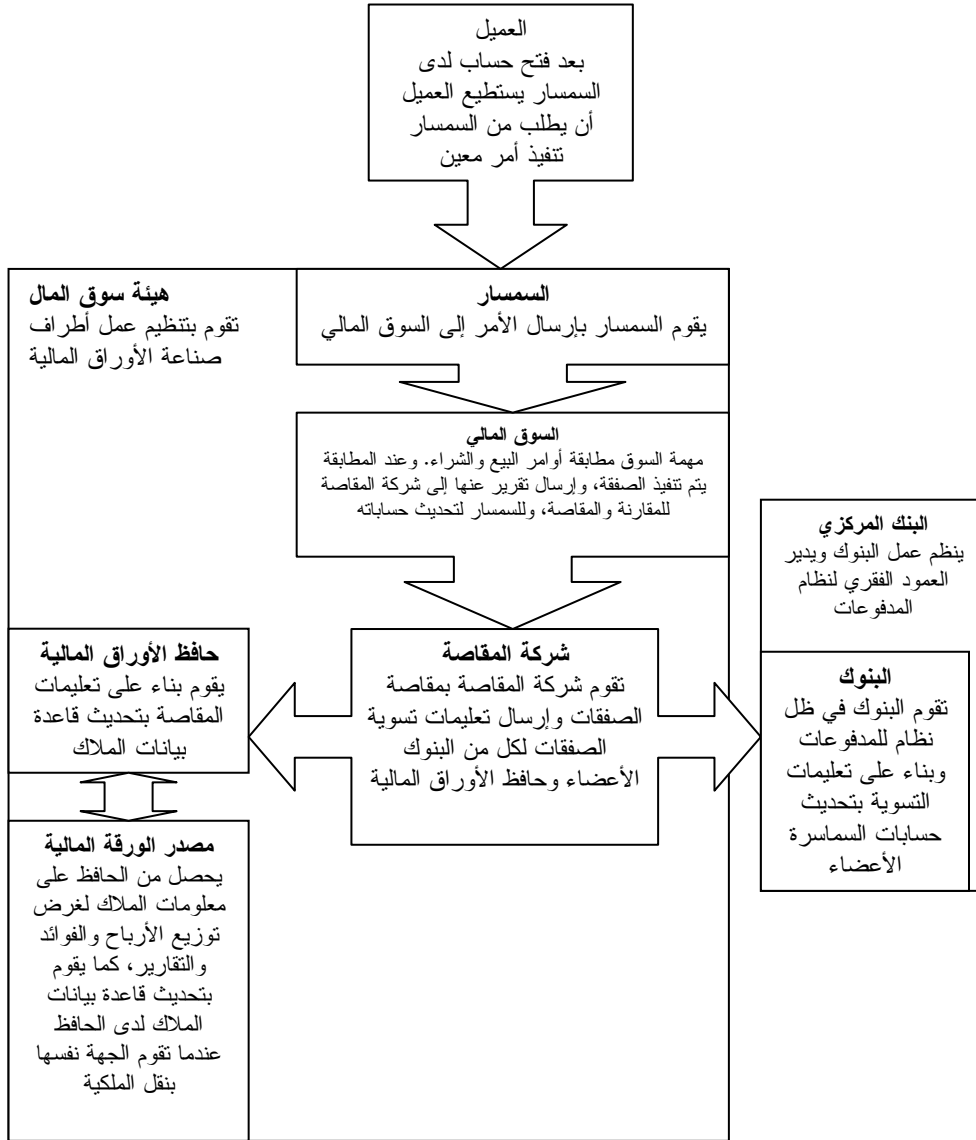 العميل
بعد فتح حساب لدى
السمسار يستطيع العميل
أن يطلب من السمسار
تنفيذ أمر معين
السمسار
يقوم السمسار بإرسال الأمر إلى السوق المالي
هيئة سوق المال
تقوم بتنظيم عمل أطراف
صناعة الأوراق المالية
السوق المالي
مهمة السوق مطابقة أوامر البيع والشراء. وعند المطابقة
يتم تنفيذ الصفقة، وإرسال تقرير عنها إلى شركة المقاصة
للمقارنة والمقاصة، وللسمسار لتحديث حساباته
البنك المركزي
ينظم عمل البنوك ويدير
العمود الفقري لنظام
المدفوعات
البنوك
تقوم البنوك في ظل
نظام للمدفوعات
وبناء على تعليمات
التسوية بتحديث
حسابات السماسرة
الأعضاء
شركة المقاصة
تقوم شركة المقاصة بمقاصة
الصفقات وإرسال تعليمات تسوية
الصفقات لكل من البنوك
الأعضاء وحافظ الأوراق المالية
حافظ الأوراق المالية
يقوم بناء على تعليمات
المقاصة بتحديث قاعدة
بيانات الملاك
مصدر الورقة المالية
يحصل من الحافظ على
معلومات الملاك لغرض
توزيع الأرباح والفوائد
والتقارير، كما يقوم
بتحديث قاعدة بيانات
الملاك لدى الحافظ
عندما تقوم الجهة نفسها
بنقل الملكية